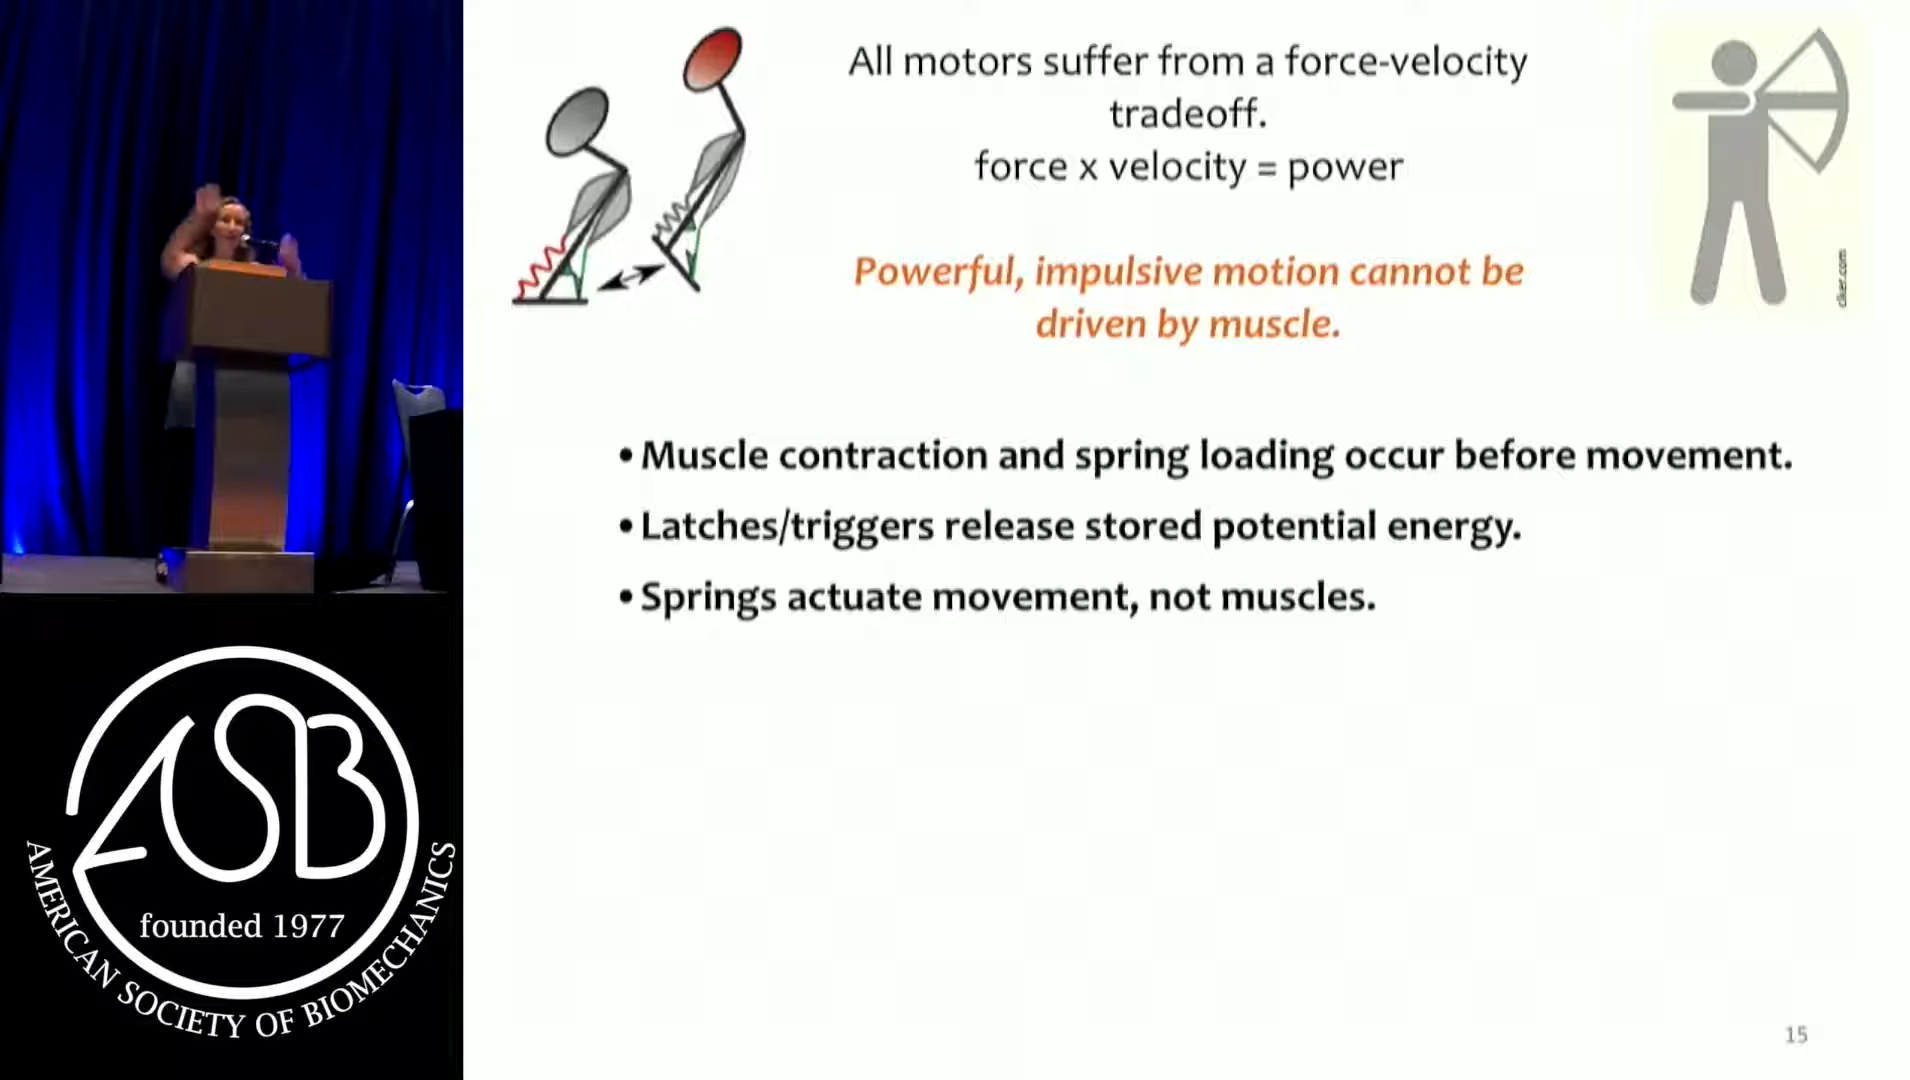 All motors suffer from a force-velocity
tradeoff.
force x velocity = power
Powerful, impulsive motion cannot be
driven by muscle.
clker.com
• Muscle contraction and spring loading occur before movement.
• Latches/triggers release stored potential energy.
• Springs actuate movement, not muscles.
ASB
founded 1977
AMERICAN SOCIETY OF BIOMECHANICS
15